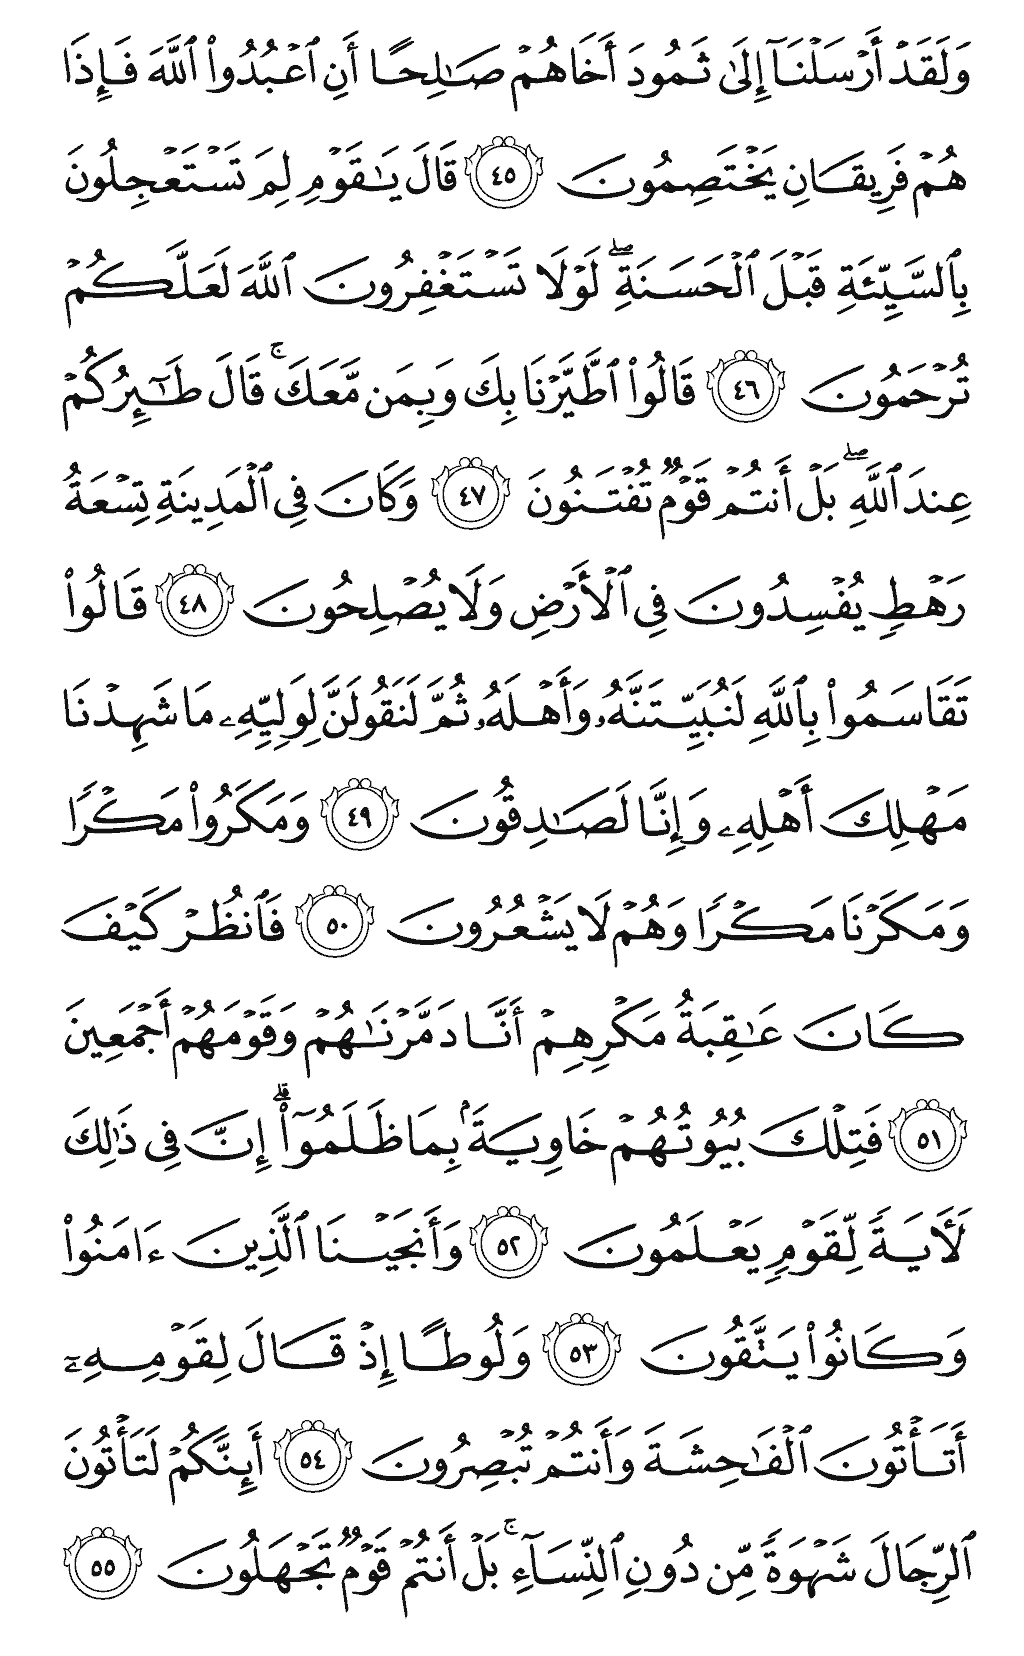 وَلَقَدۡ أَرۡسَلۡنَآ إِلَىٰ ثَمُودَ أَخَاهُمۡ صَٰلِحًا أَنِ ٱعۡبُدُواْ ٱللَّهَ فَإِذَا
هُمۡ فَرِيقَانِ يَخۡتَصِمُونَ ٤٥ قَالَ يَٰقَوۡمِ لِمَ تَسۡتَعۡجِلُونَ
بِٱلسَّيِّئَةِ قَبۡلَ ٱلۡحَسَنَةِۖ لَوۡلَا تَسۡتَغۡفِرُونَ ٱللَّهَ لَعَلَّكُمۡ
تُرۡحَمُونَ ٤٦ قَالُواْ ٱطَّيَّرۡنَا بِكَ وَبِمَن مَّعَكَۚ قَالَ طَٰٓئِرُكُمۡ
عِندَ ٱللَّهِۖ بَلۡ أَنتُمۡ قَوۡمٞ تُفۡتَنُونَ ٤٧ وَكَانَ فِي ٱلۡمَدِينَةِ تِسۡعَةُ
رَهۡطٖ يُفۡسِدُونَ فِي ٱلۡأَرۡضِ وَلَا يُصۡلِحُونَ ٤٨ قَالُواْ
تَقَاسَمُواْ بِٱللَّهِ لَنُبَيِّتَنَّهُۥ وَأَهۡلَهُۥ ثُمَّ لَنَقُولَنَّ لِوَلِيِّهِۦ مَا شَهِدۡنَا
مَهۡلِكَ أَهۡلِهِۦ وَإِنَّا لَصَٰدِقُونَ ٤٩ وَمَكَرُواْ مَكۡرٗا
وَمَكَرۡنَا مَكۡرٗا وَهُمۡ لَا يَشۡعُرُونَ ٥٠ فَٱنظُرۡ كَيۡفَ
كَانَ عَٰقِبَةُ مَكۡرِهِمۡ أَنَّا دَمَّرۡنَٰهُمۡ وَقَوۡمَهُمۡ أَجۡمَعِينَ
٥١ فَتِلۡكَ بُيُوتُهُمۡ خَاوِيَةَۢ بِمَا ظَلَمُوٓاْۗ إِنَّ فِي ذَٰلِكَ
لَأٓيَةٗ لِّقَوۡمٖ يَعۡلَمُونَ ٥٢ وَأَنجَيۡنَا ٱلَّذِينَ ءَامَنُواْ
وَكَانُواْ يَتَّقُونَ ٥٣ وَلُوطًا إِذۡ قَالَ لِقَوۡمِهِۦٓ
أَتَأۡتُونَ ٱلۡفَٰحِشَةَ وَأَنتُمۡ تُبۡصِرُونَ ٥٤ أَئِنَّكُمۡ لَتَأۡتُونَ
ٱلرِّجَالَ شَهۡوَةٗ مِّن دُونِ ٱلنِّسَآءِۚ بَلۡ أَنتُمۡ قَوۡمٞ تَجۡهَلُونَ ٥٥